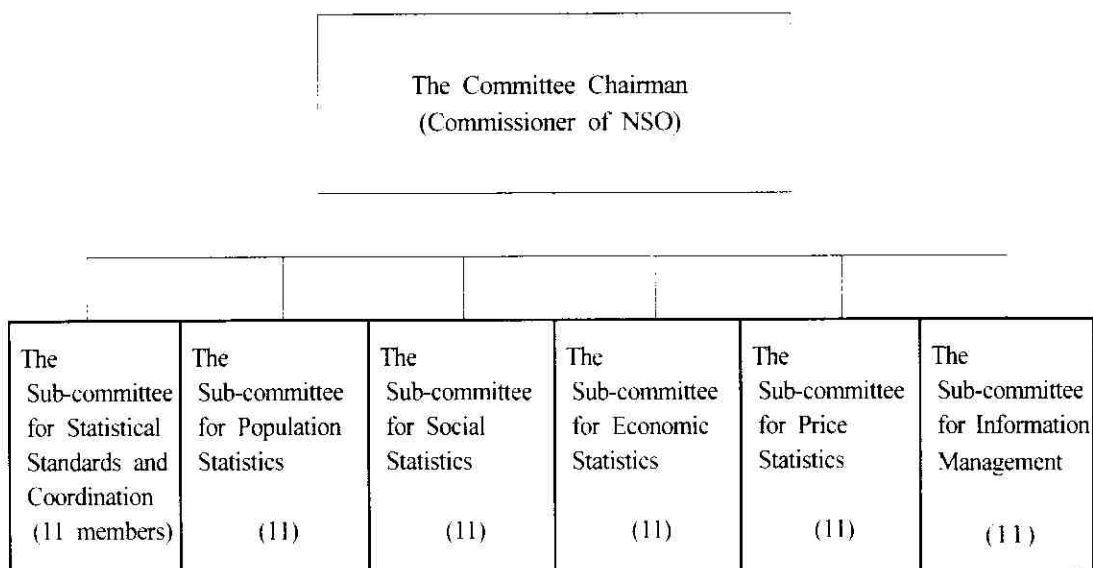 The Committee Chairman
(Commissioner of NSO)
The
Sub-committee
for Statistical
Standards and
Coordination
(11 members)
The
Sub-committee
for Population
Statistics
(11)
The
Sub-committee
for Social
Statistics
(11)
The
Sub-committee
for Economic
Statistics
(11)
The
Sub-committee
for Price
Statistics
(11)
The
Sub-committee
for Information
Management
(11)